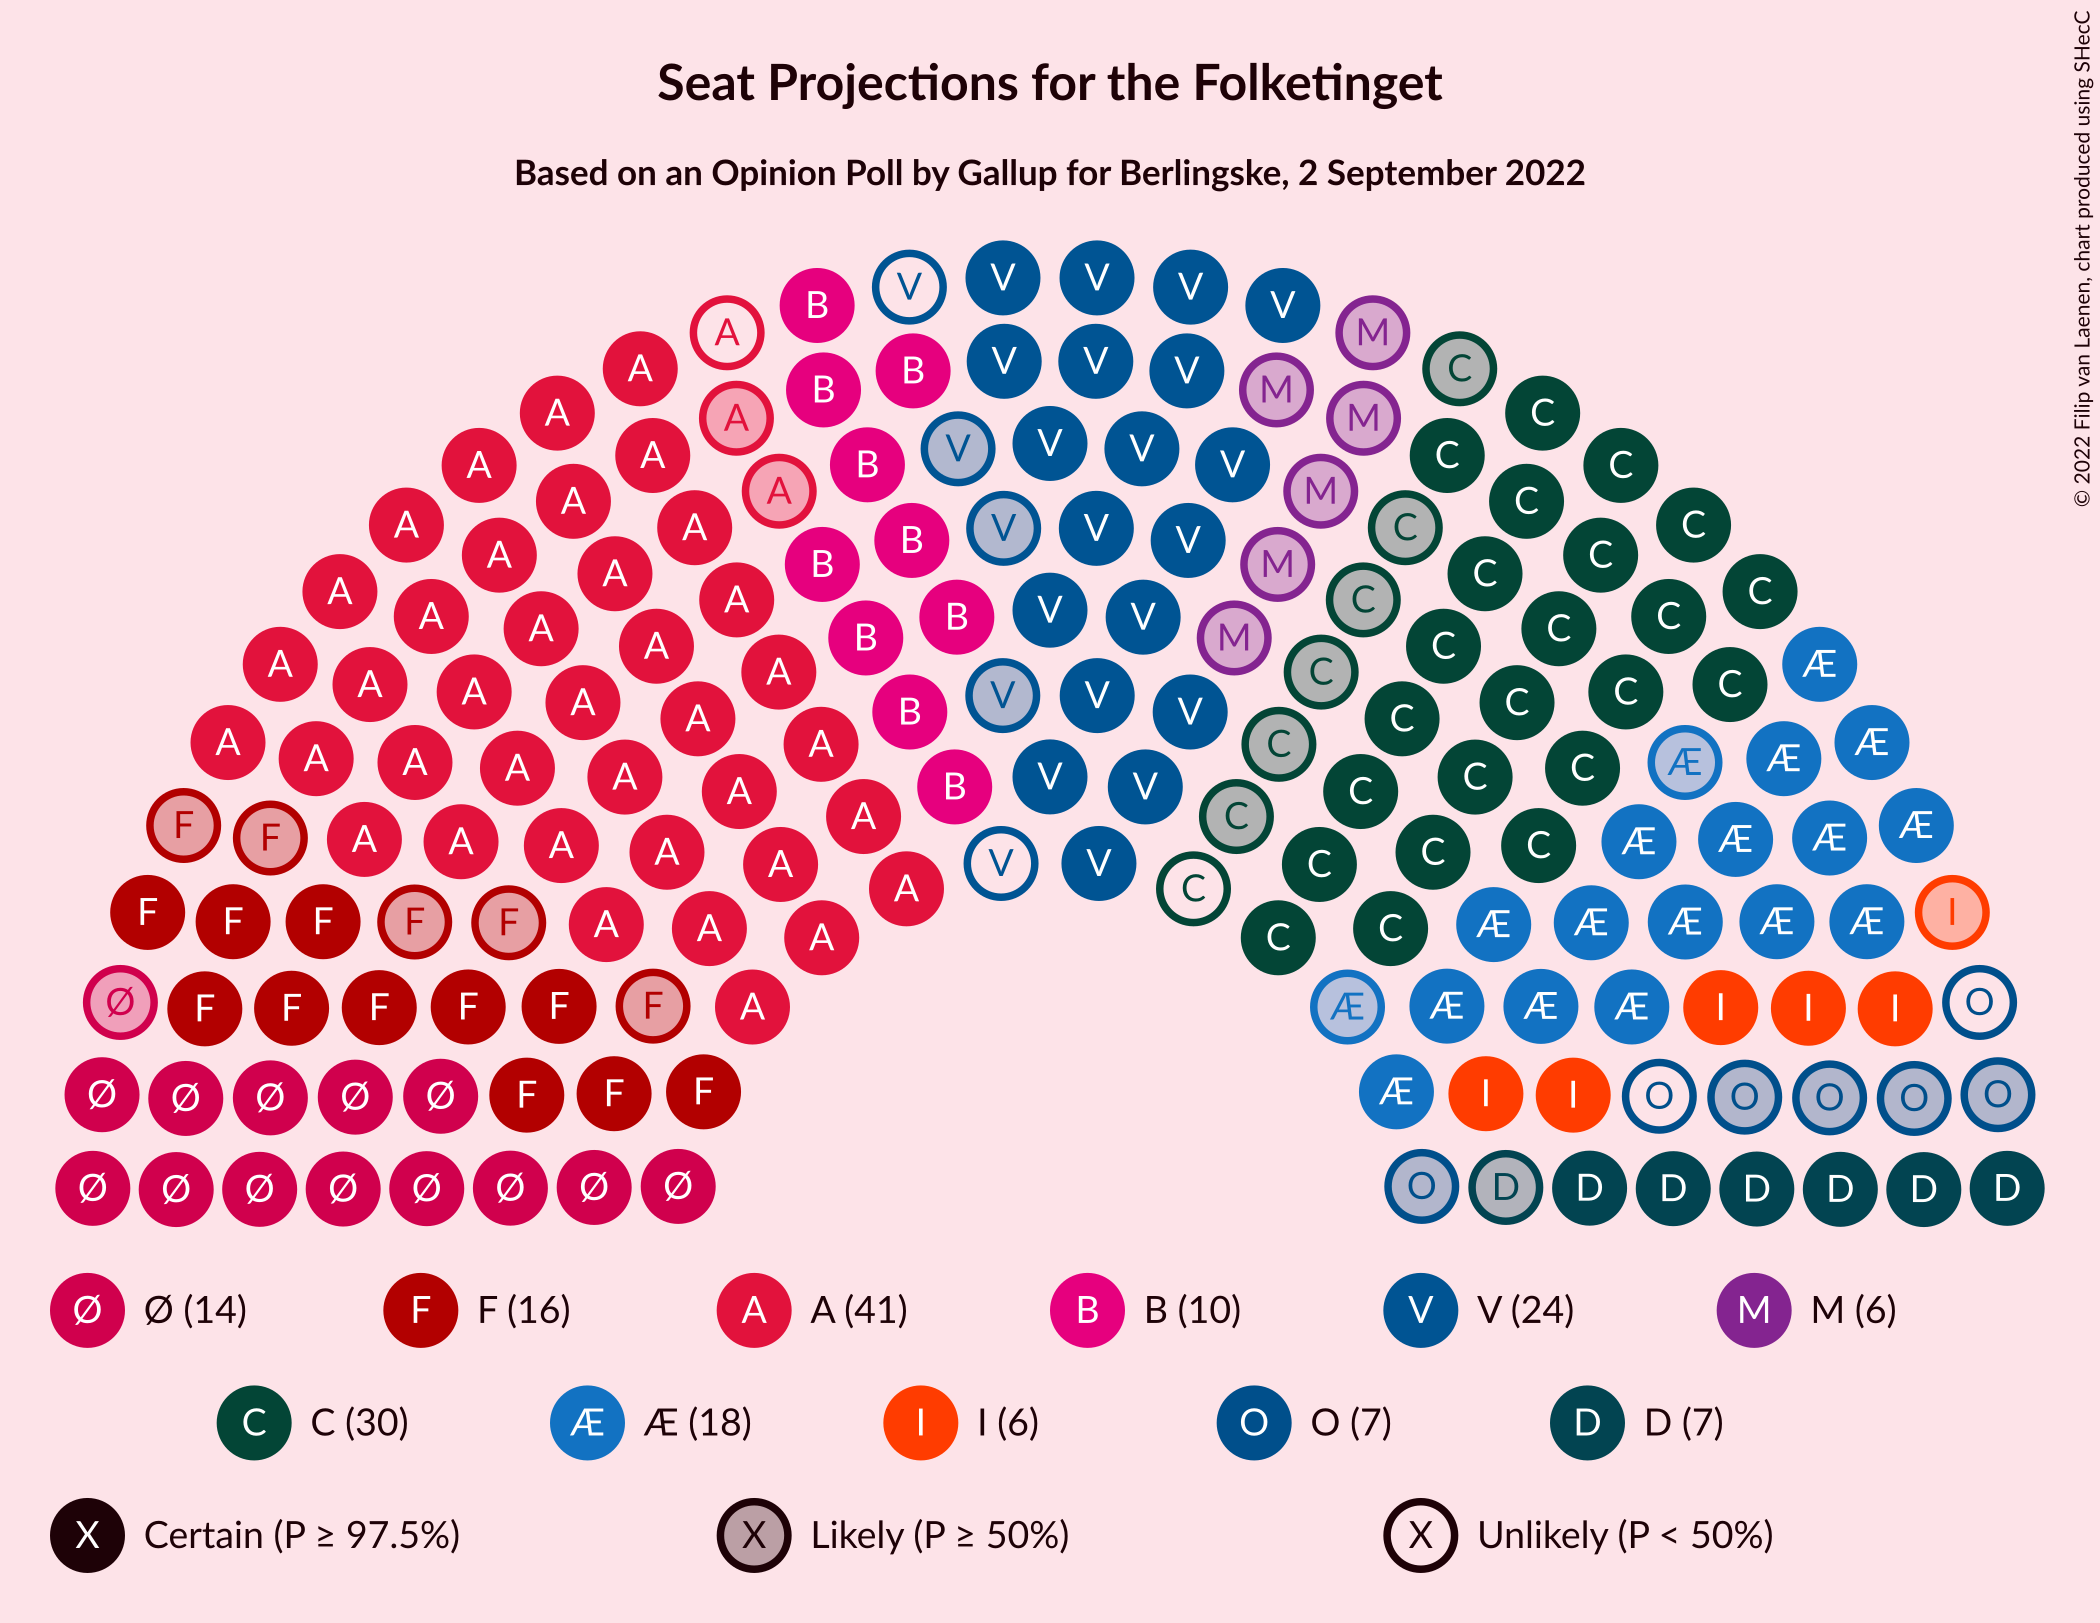 Seat Projections for the Folketinget
Based on an Opinion Poll by Gallup for Berlingske, 2 September 2022
© 2022 Filip van Laenen, chart produced using SHecC
V V V V
B V
A M
A C
V V V
B M
B M
A C
A C
V V V
V
B M
A C
A C
A C
V V V
B V
B M
A C
A C
A C
V V
B M
B C
A C
A C
A C
Æ
V V V
B C
A C
A C
A C
A Æ
V V
B C
A C
A C
A C
A Æ
A Æ
V V
A C
A C
A C
A C
A Æ
A Æ
F Æ
F Æ
A C
A C
A Æ
F Æ
F Æ
F Æ
F Æ
F I
Ø F F F F F F A Æ Æ Æ Æ I I I O
Ø Ø Ø Ø Ø F F F Æ I I O O O O O
Ø Ø Ø Ø Ø Ø Ø Ø O D D D D D D D
Ø Ø (14) F F (16) A A (41) B B (10) V V (24) M M (6)
C C (30) Æ Æ (18) I I (6) O O (7) D D (7)
X Certain (P ≥ 97.5%) X Likely (P ≥ 50%) X Unlikely (P < 50%)